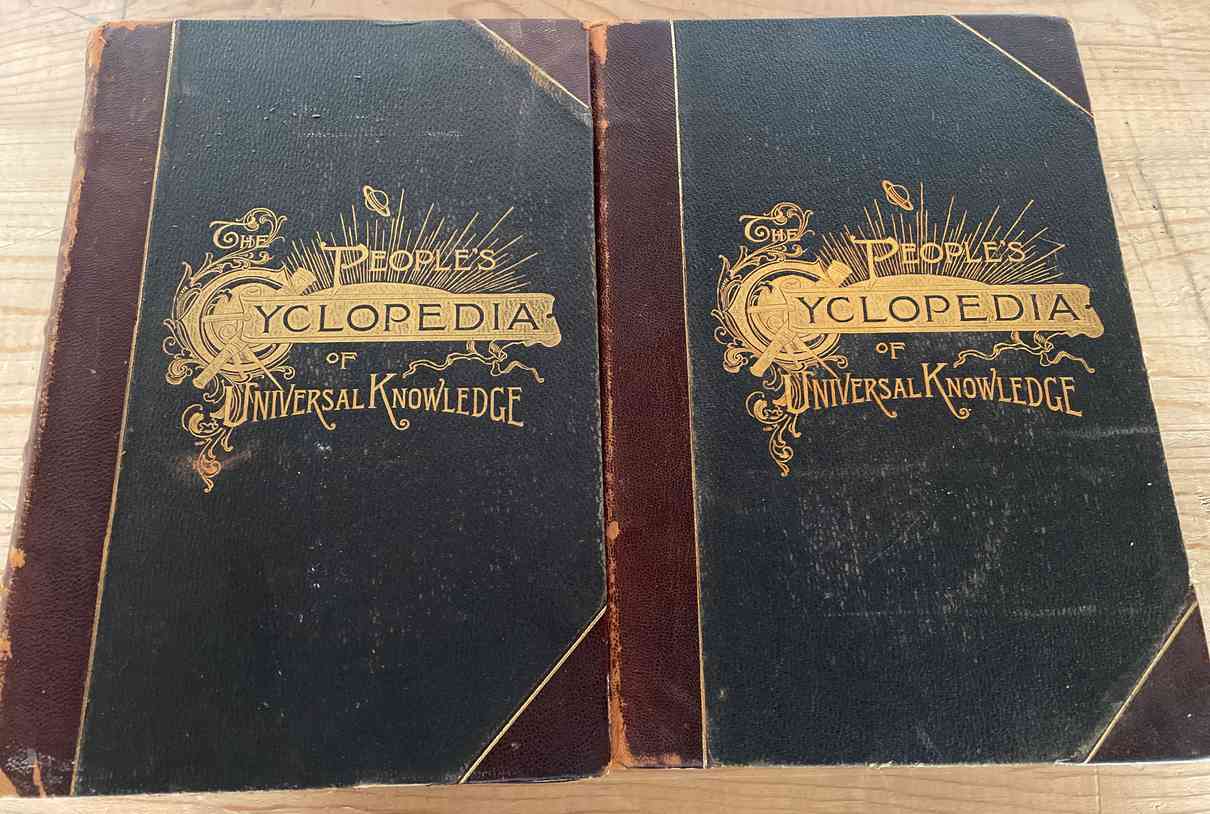 The
People's
Cyclopedia
of
Universal Knowledge
The
People's
Cyclopedia
of
Universal Knowledge